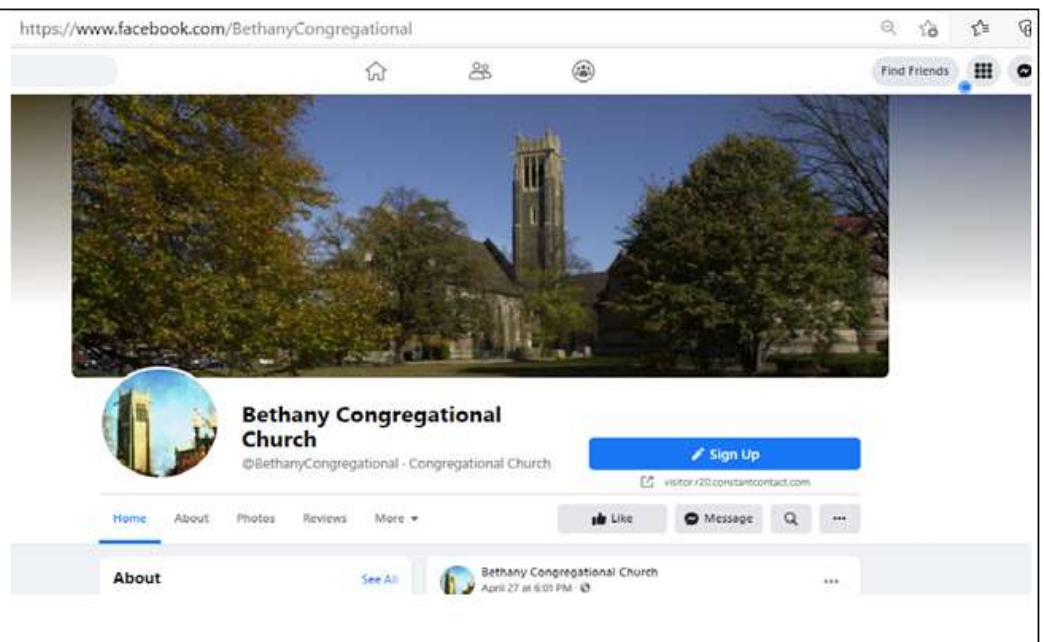 https://www.facebook.com/BethanyCongregational
Find Friends
Bethany Congregational
Church
@BethanyCongregational · Congregational Church
Sign Up
visitor.r20.constantcontact.com
Home About Photos Reviews More
Like Message
About See All
Bethany Congregational Church
April 27 at 6:01 PM ·